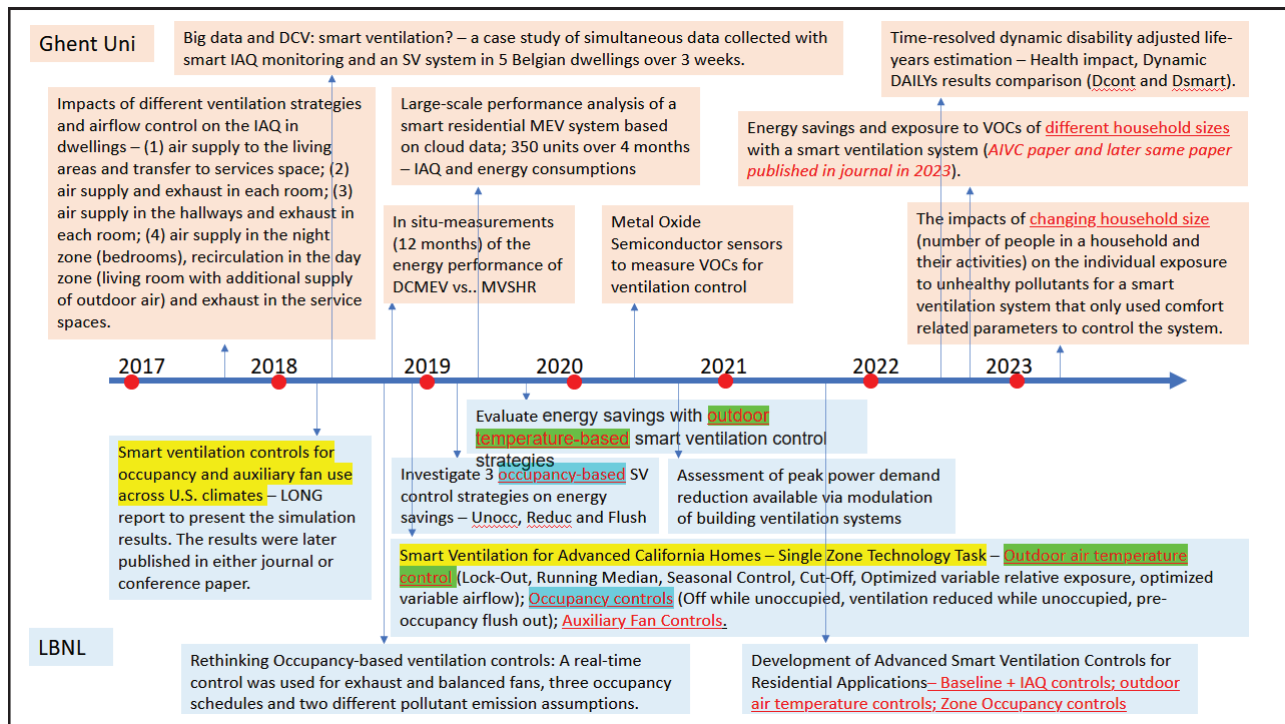 Ghent Uni
Big data and DCV: smart ventilation? – a case study of simultaneous data collected with
smart IAQ monitoring and an SV system in 5 Belgian dwellings over 3 weeks.
Time-resolved dynamic disability adjusted life-
years estimation – Health impact, Dynamic
DAILYs results comparison (Dcont and Dsmart).
Impacts of different ventilation strategies
and airflow control on the IAQ in
dwellings – (1) air supply to the living
areas and transfer to services space; (2)
air supply and exhaust in each room; (3)
air supply in the hallways and exhaust in
each room; (4) air supply in the night
zone (bedrooms), recirculation in the day
zone (living room with additional supply
of outdoor air) and exhaust in the service
spaces.
Large-scale performance analysis of a
smart residential MEV system based
on cloud data; 350 units over 4 months
– IAQ and energy consumptions
Energy savings and exposure to VOCs of different household sizes
with a smart ventilation system (AIVC paper and later same paper
published in journal in 2023).
In situ-measurements
(12 months) of the
energy performance of
DCMEV vs.. MVSHR
Metal Oxide
Semiconductor sensors
to measure VOCs for
ventilation control
The impacts of changing household size
(number of people in a household and
their activities) on the individual exposure
to unhealthy pollutants for a smart
ventilation system that only used comfort
related parameters to control the system.
2017 2018 2019 2020 2021 2022 2023
Evaluate energy savings with outdoor
temperature-based smart ventilation control
strategies
Smart ventilation controls for
occupancy and auxiliary fan use
across U.S. climates – LONG
report to present the simulation
results. The results were later
published in either journal or
conference paper.
Investigate 3 occupancy-based SV
control strategies on energy
savings – Unocc, Reduc and Flush
Assessment of peak power demand
reduction available via modulation
of building ventilation systems
Smart Ventilation for Advanced California Homes – Single Zone Technology Task – Outdoor air temperature
control (Lock-Out, Running Median, Seasonal Control, Cut-Off, Optimized variable relative exposure, optimized
variable airflow); Occupancy controls (Off while unoccupied, ventilation reduced while unoccupied, pre-
occupancy flush out); Auxiliary Fan Controls.
LBNL
Rethinking Occupancy-based ventilation controls: A real-time
control was used for exhaust and balanced fans, three occupancy
schedules and two different pollutant emission assumptions.
Development of Advanced Smart Ventilation Controls for
Residential Applications– Baseline + IAQ controls; outdoor
air temperature controls; Zone Occupancy controls